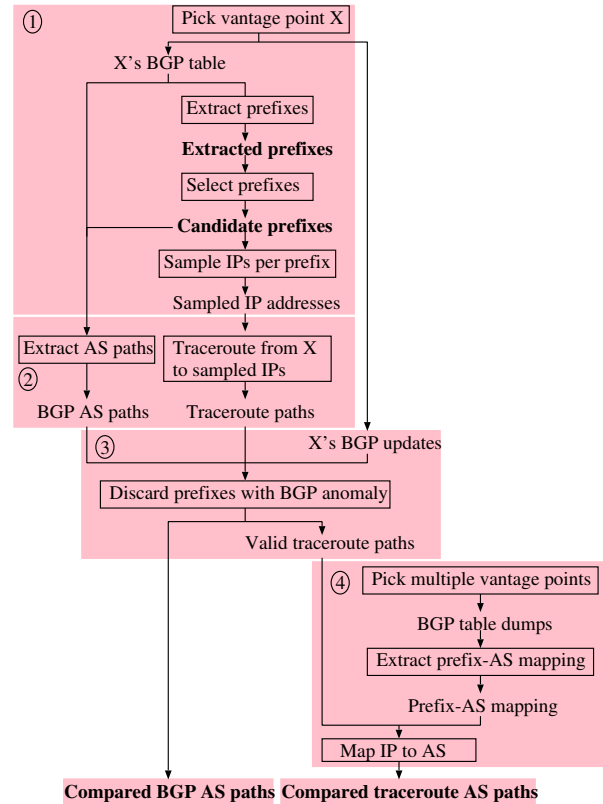 ①
Pick vantage point X
X's BGP table
Extract prefixes
Extracted prefixes
Select prefixes
Candidate prefixes
Sample IPs per prefix
Sampled IP addresses
Extract AS paths
Traceroute from X
to sampled IPs
②
BGP AS paths
Traceroute paths
③
X's BGP updates
Discard prefixes with BGP anomaly
Valid traceroute paths
④
Pick multiple vantage points
BGP table dumps
Extract prefix-AS mapping
Prefix-AS mapping
Map IP to AS
Compared BGP AS paths
Compared traceroute AS paths